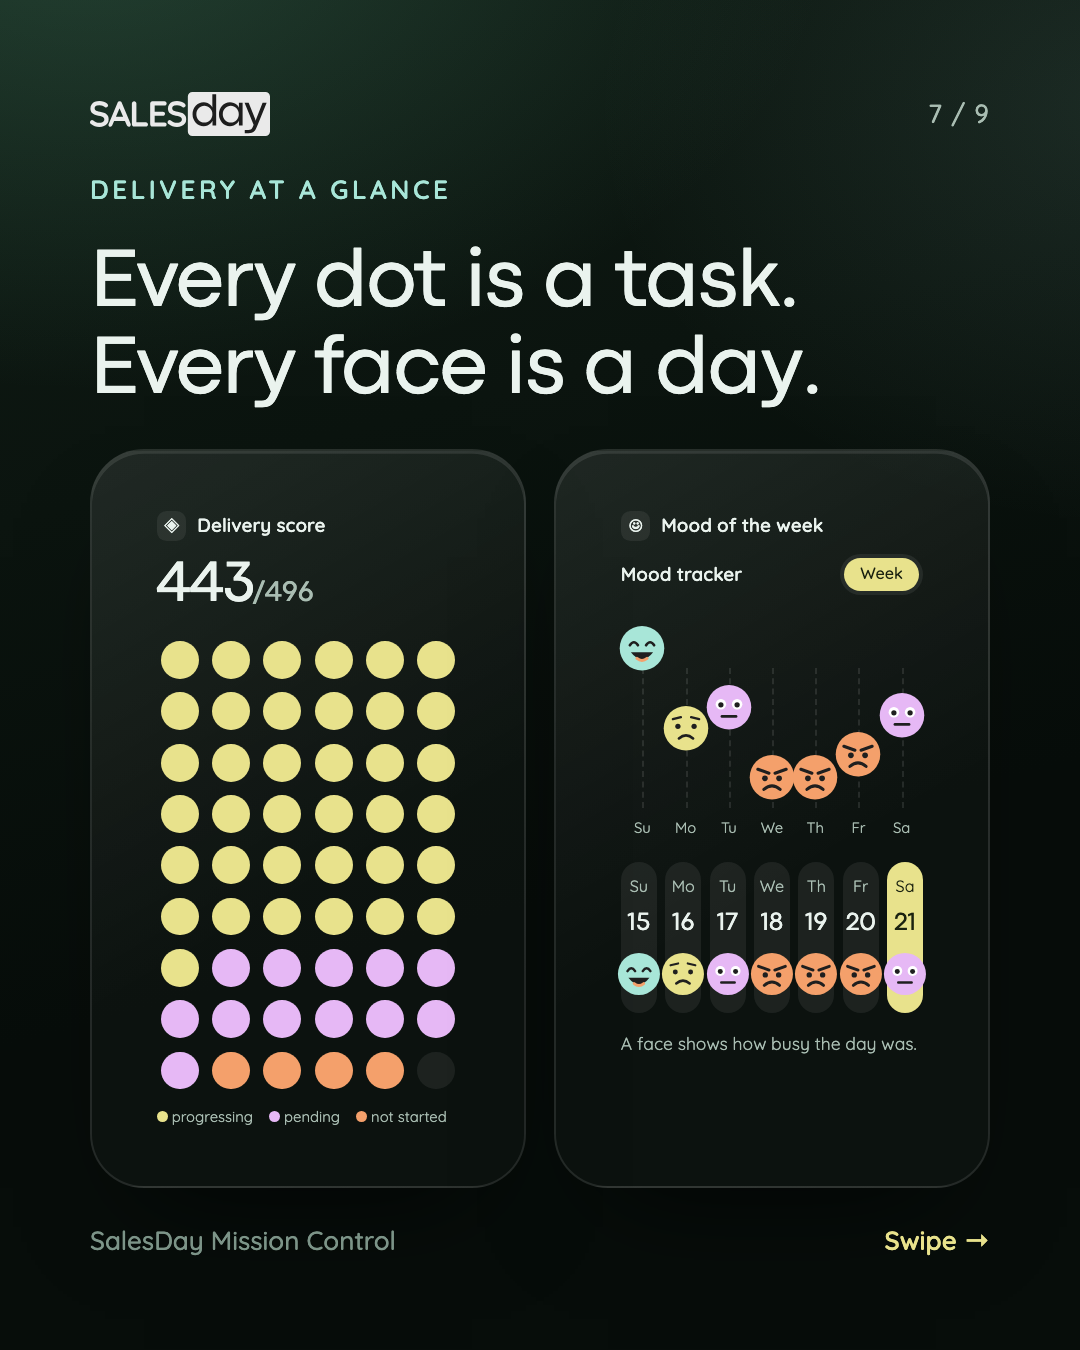 SALESday
7 / 9
DELIVERY AT A GLANCE
Every dot is a task.
Every face is a day.
Delivery score
443/496
progressing pending not started
Mood of the week
Mood tracker
Week
Su Mo Tu We Th Fr Sa
Su Mo Tu We Th Fr Sa
15 16 17 18 19 20 21
A face shows how busy the day was.
SalesDay Mission Control
Swipe →